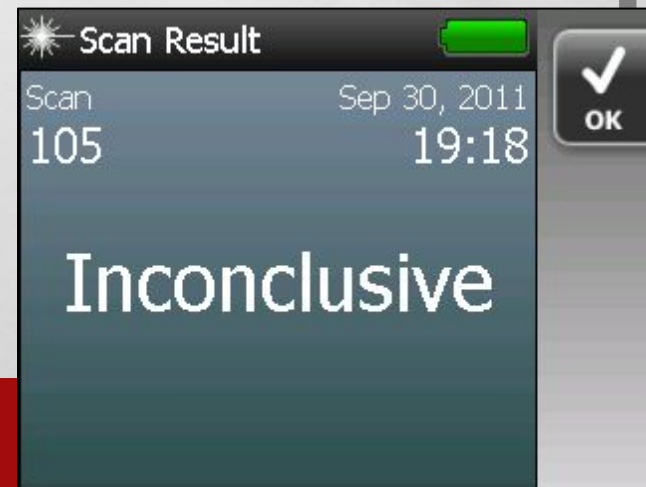 Scan Result
Scan Sep 30, 2011
105 19:18
OK
Inconclusive